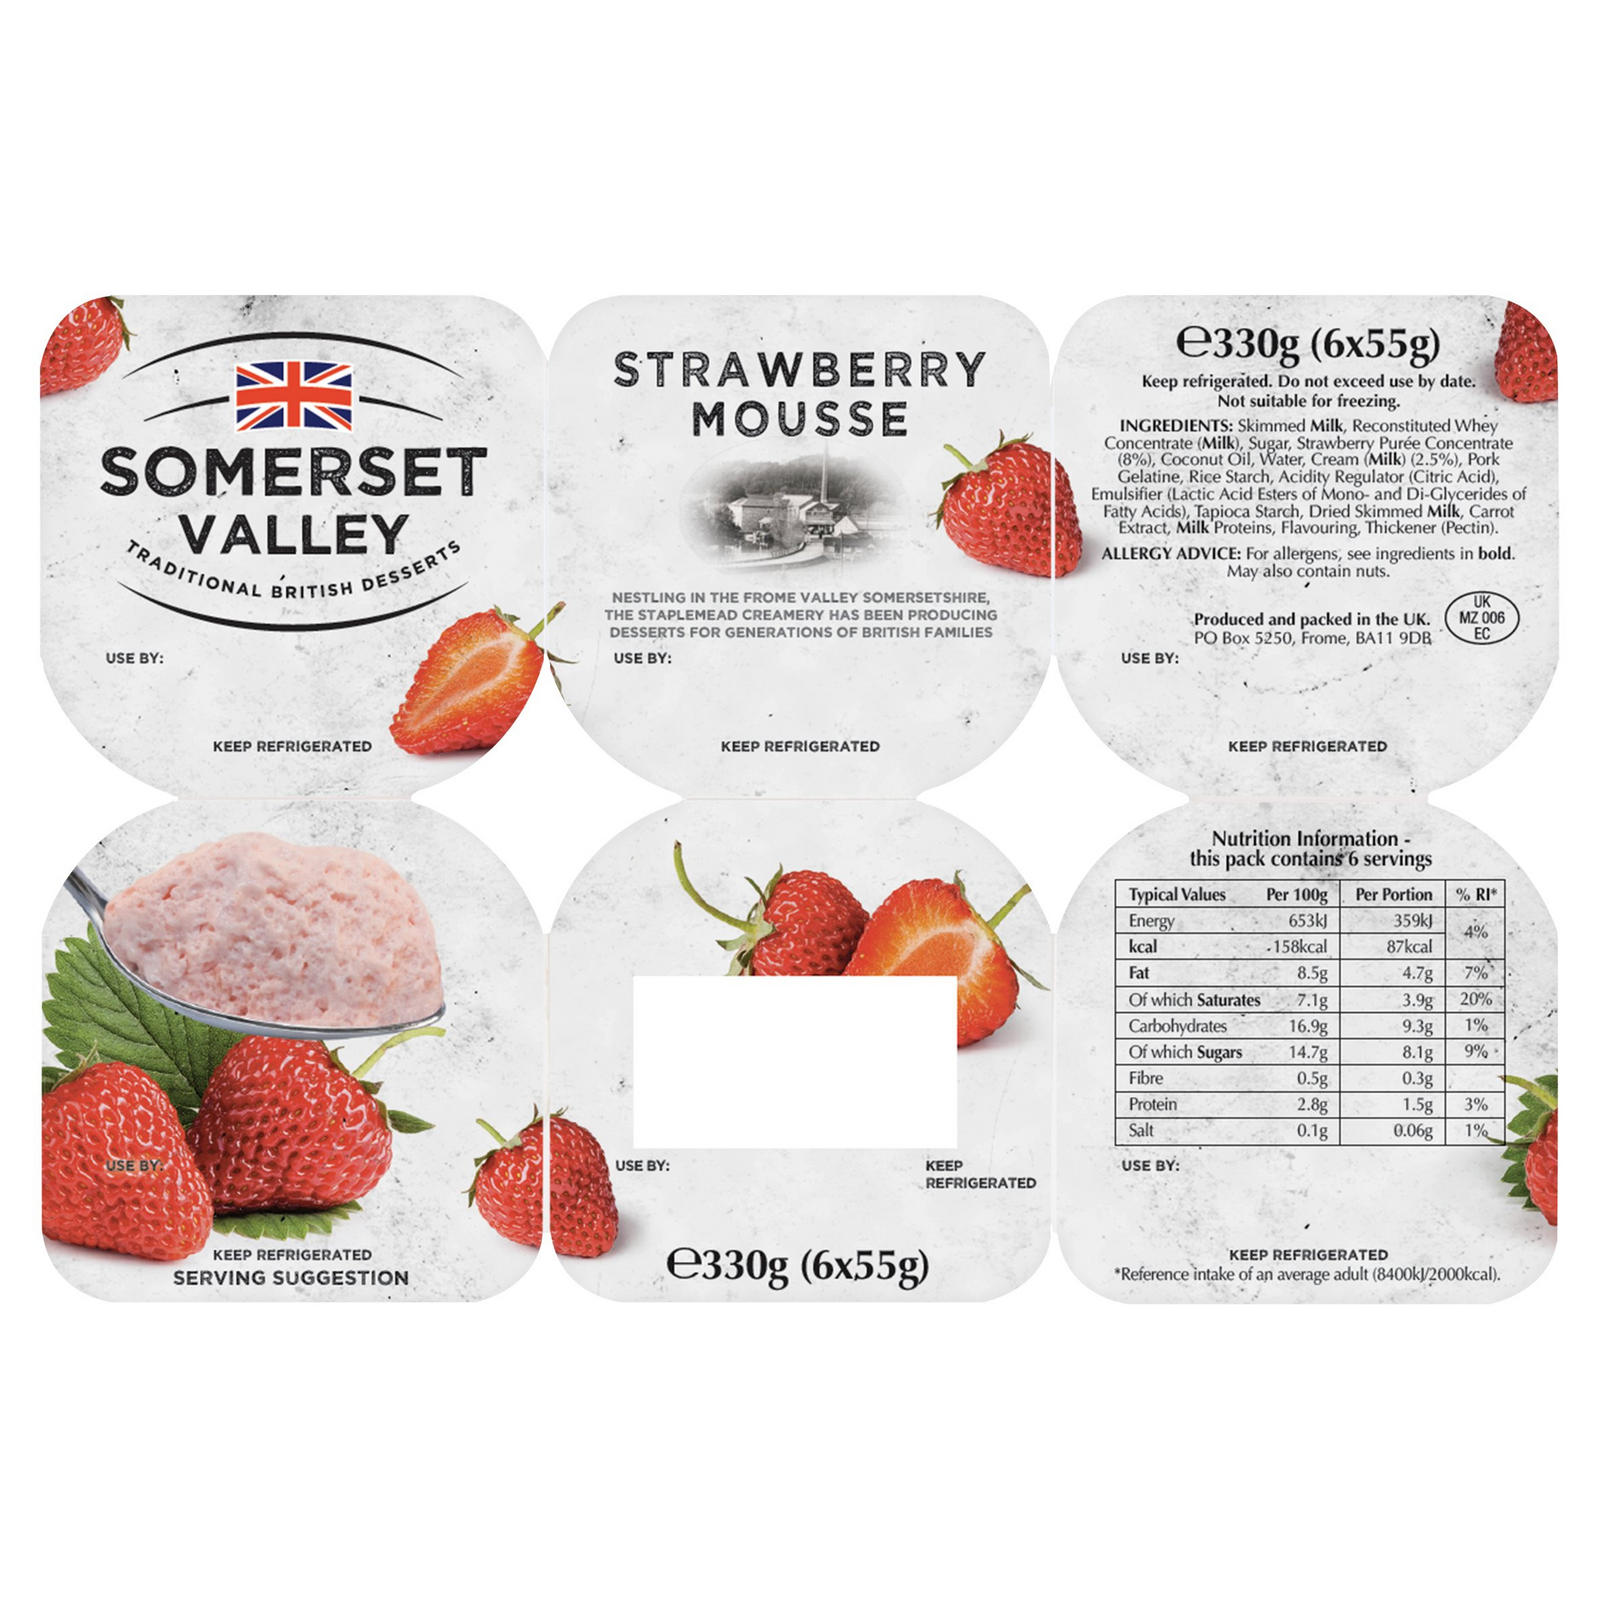 SOMERSET
VALLEY
TRADITIONAL BRITISH DESSERTS
USE BY:
KEEP REFRIGERATED
STRAWBERRY
MOUSSE
NESTLING IN THE FROME VALLEY SOMERSETSHIRE,
THE STAPLEMEAD CREAMERY HAS BEEN PRODUCING
DESSERTS FOR GENERATIONS OF BRITISH FAMILIES
USE BY:
KEEP REFRIGERATED
℮330g (6x55g)
Keep refrigerated. Do not exceed use by date.
Not suitable for freezing.
INGREDIENTS: Skimmed Milk, Reconstituted Whey
Concentrate (Milk), Sugar, Strawberry Purée Concentrate
(8%), Coconut Oil, Water, Cream (Milk) (2.5%), Pork
Gelatine, Rice Starch, Acidity Regulator (Citric Acid),
Emulsifier (Lactic Acid Esters of Mono- and Di-Glycerides of
Fatty Acids), Tapioca Starch, Dried Skimmed Milk, Carrot
Extract, Milk Proteins, Flavouring, Thickener (Pectin).
ALLERGY ADVICE: For allergens, see ingredients in bold.
May also contain nuts.
Produced and packed in the UK.
PO Box 5250, Frome, BA11 9DB
UK
MZ 006
EC
USE BY:
KEEP REFRIGERATED
USE BY:
KEEP REFRIGERATED
SERVING SUGGESTION
USE BY:
KEEP
REFRIGERATED
℮330g (6x55g)
Nutrition Information -
this pack contains 6 servings
Typical Values Per 100g Per Portion % RI*
Energy 653kJ 359kJ 4%
kcal 158kcal 87kcal
Fat 8.5g 4.7g 7%
Of which Saturates 7.1g 3.9g 20%
Carbohydrates 16.9g 9.3g 1%
Of which Sugars 14.7g 8.1g 9%
Fibre 0.5g 0.3g
Protein 2.8g 1.5g 3%
Salt 0.1g 0.06g 1%
USE BY:
KEEP REFRIGERATED
*Reference intake of an average adult (8400kJ/2000kcal).